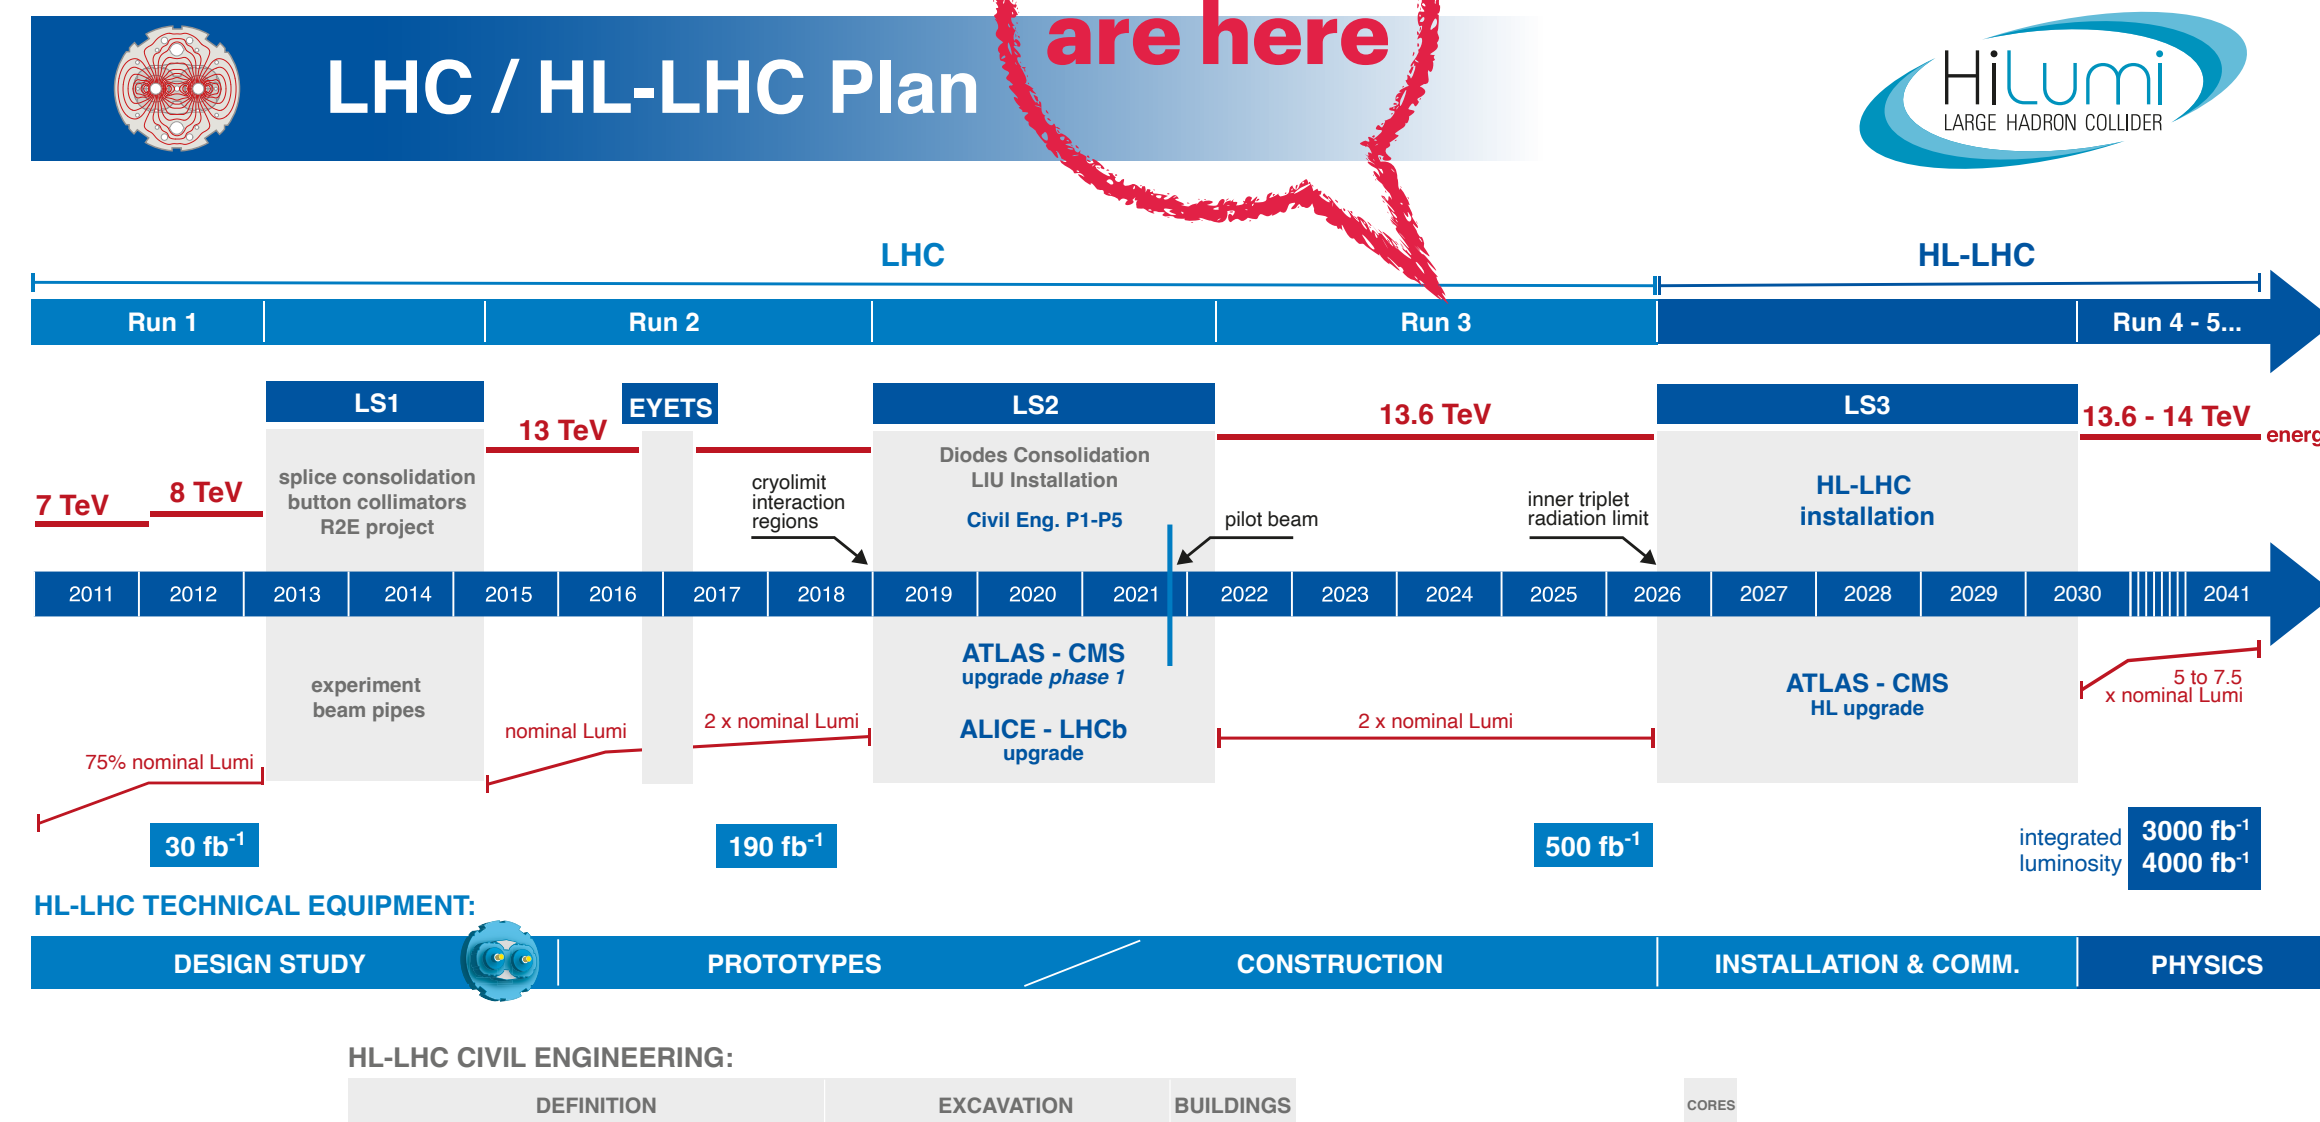 are here
LHC / HL-LHC Plan
HiLumi
LARGE HADRON COLLIDER
LHC
HL-LHC
Run 1
Run 2
Run 3
Run 4 - 5...
LS1
EYETS
LS2
LS3
13 TeV
13.6 TeV
13.6 - 14 TeV
energ
7 TeV
8 TeV
splice consolidation
button collimators
R2E project
cryolimit
interaction
regions
Diodes Consolidation
LIU Installation
Civil Eng. P1-P5
pilot beam
inner triplet
radiation limit
HL-LHC
installation
2011 2012 2013 2014 2015 2016 2017 2018 2019 2020 2021 2022 2023 2024 2025 2026 2027 2028 2029 2030 2041
experiment
beam pipes
ATLAS - CMS
upgrade phase 1
ALICE - LHCb
upgrade
ATLAS - CMS
HL upgrade
5 to 7.5
x nominal Lumi
75% nominal Lumi
nominal Lumi
2 x nominal Lumi
2 x nominal Lumi
30 fb⁻¹
190 fb⁻¹
500 fb⁻¹
integrated
luminosity
3000 fb⁻¹
4000 fb⁻¹
HL-LHC TECHNICAL EQUIPMENT:
DESIGN STUDY
PROTOTYPES
CONSTRUCTION
INSTALLATION & COMM.
PHYSICS
HL-LHC CIVIL ENGINEERING:
DEFINITION
EXCAVATION
BUILDINGS
CORES